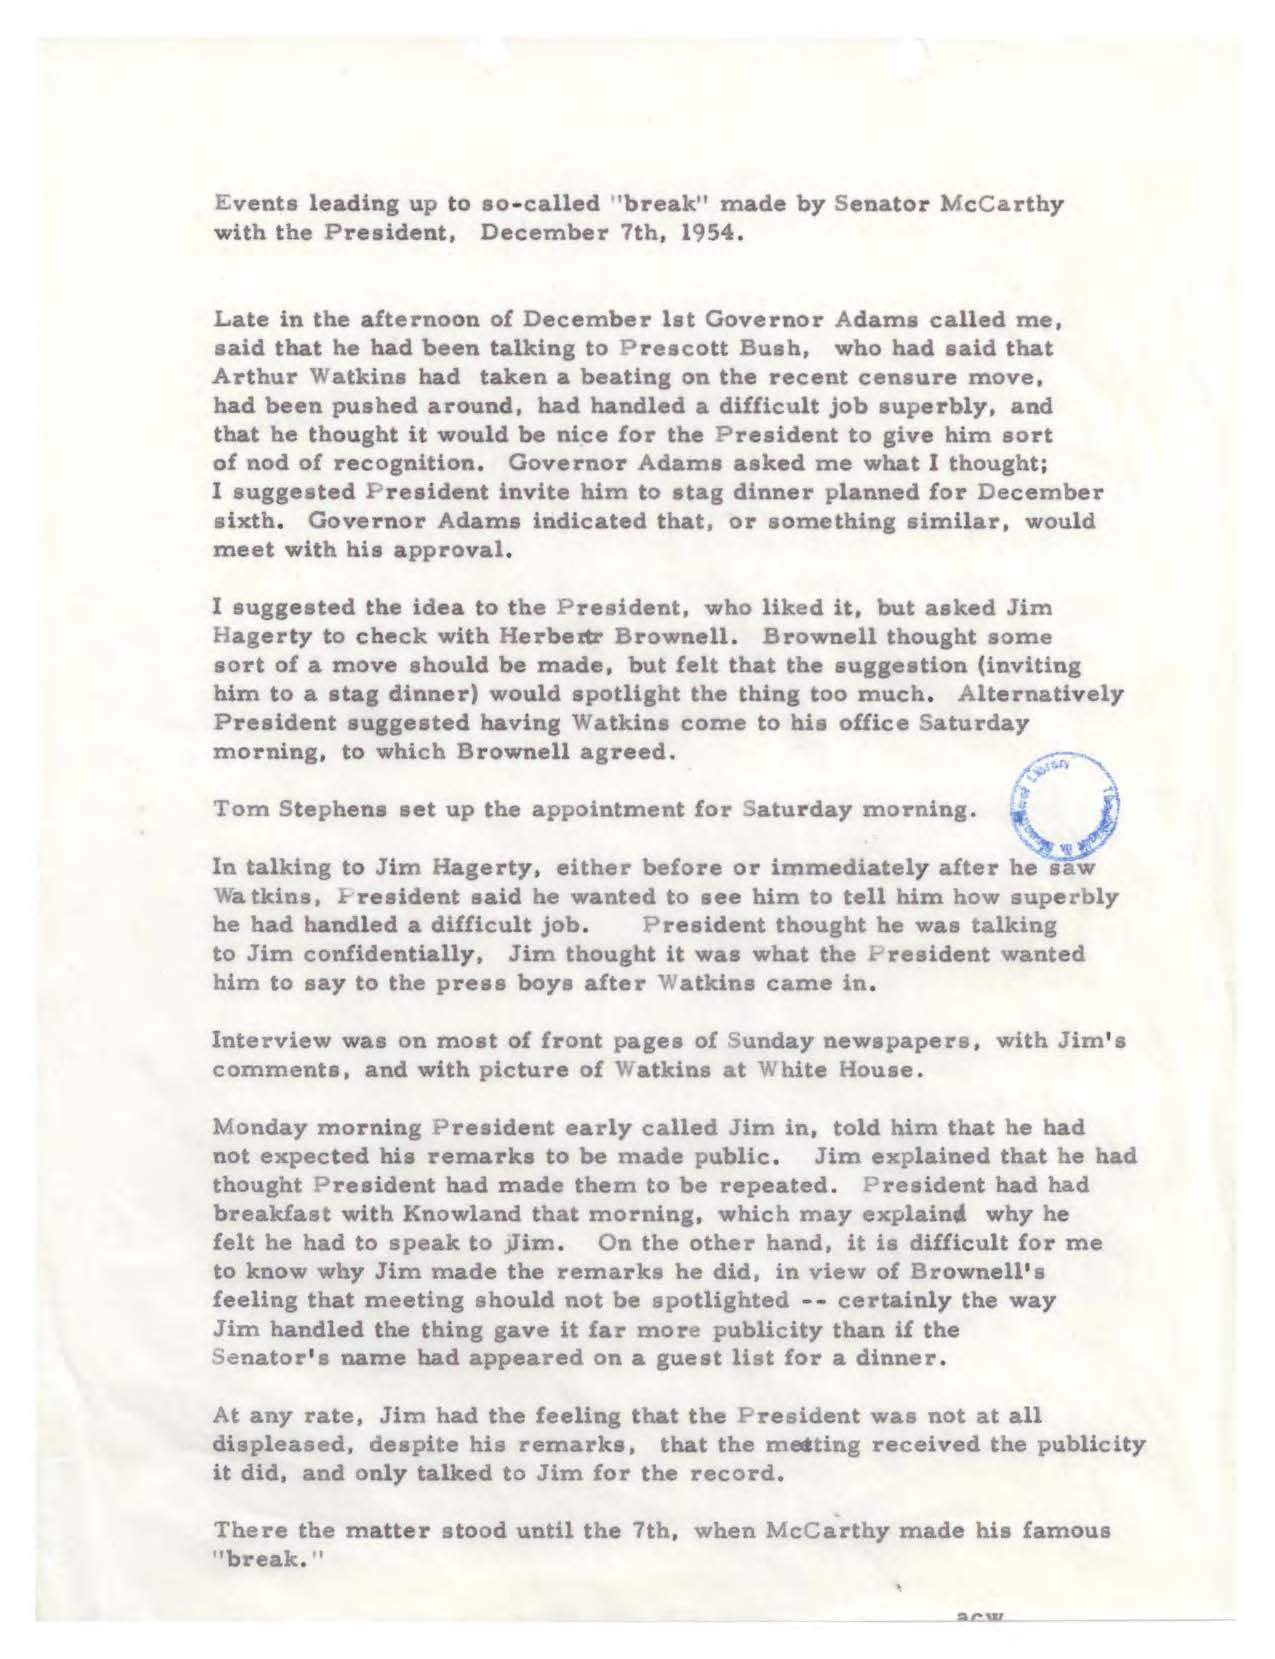 Events leading up to so-called "break" made by Senator McCarthy
with the President, December 7th, 1954.
Late in the afternoon of December 1st Governor Adams called me,
said that he had been talking to Prescott Bush, who had said that
Arthur Watkins had taken a beating on the recent censure move,
had been pushed around, had handled a difficult job superbly, and
that he thought it would be nice for the President to give him sort
of nod of recognition. Governor Adams asked me what I thought;
I suggested President invite him to stag dinner planned for December
sixth. Governor Adams indicated that, or something similar, would
meet with his approval.
I suggested the idea to the President, who liked it, but asked Jim
Hagerty to check with Herbert Brownell. Brownell thought some
sort of a move should be made, but felt that the suggestion (inviting
him to a stag dinner) would spotlight the thing too much. Alternatively
President suggested having Watkins come to his office Saturday
morning, to which Brownell agreed.
Library
Tom Stephens set up the appointment for Saturday morning.
In talking to Jim Hagerty, either before or immediately after he saw
Watkins, President said he wanted to see him to tell him how superbly
he had handled a difficult job. President thought he was talking
to Jim confidentially, Jim thought it was what the President wanted
him to say to the press boys after Watkins came in.
Interview was on most of front pages of Sunday newspapers, with Jim's
comments, and with picture of Watkins at White House.
Monday morning President early called Jim in, told him that he had
not expected his remarks to be made public. Jim explained that he had
thought President had made them to be repeated. President had had
breakfast with Knowland that morning, which may explaind why he
felt he had to speak to Jim. On the other hand, it is difficult for me
to know why Jim made the remarks he did, in view of Brownell's
feeling that meeting should not be spotlighted -- certainly the way
Jim handled the thing gave it far more publicity than if the
Senator's name had appeared on a guest list for a dinner.
At any rate, Jim had the feeling that the President was not at all
displeased, despite his remarks, that the meeting received the publicity
it did, and only talked to Jim for the record.
There the matter stood until the 7th, when McCarthy made his famous
"break."
acw